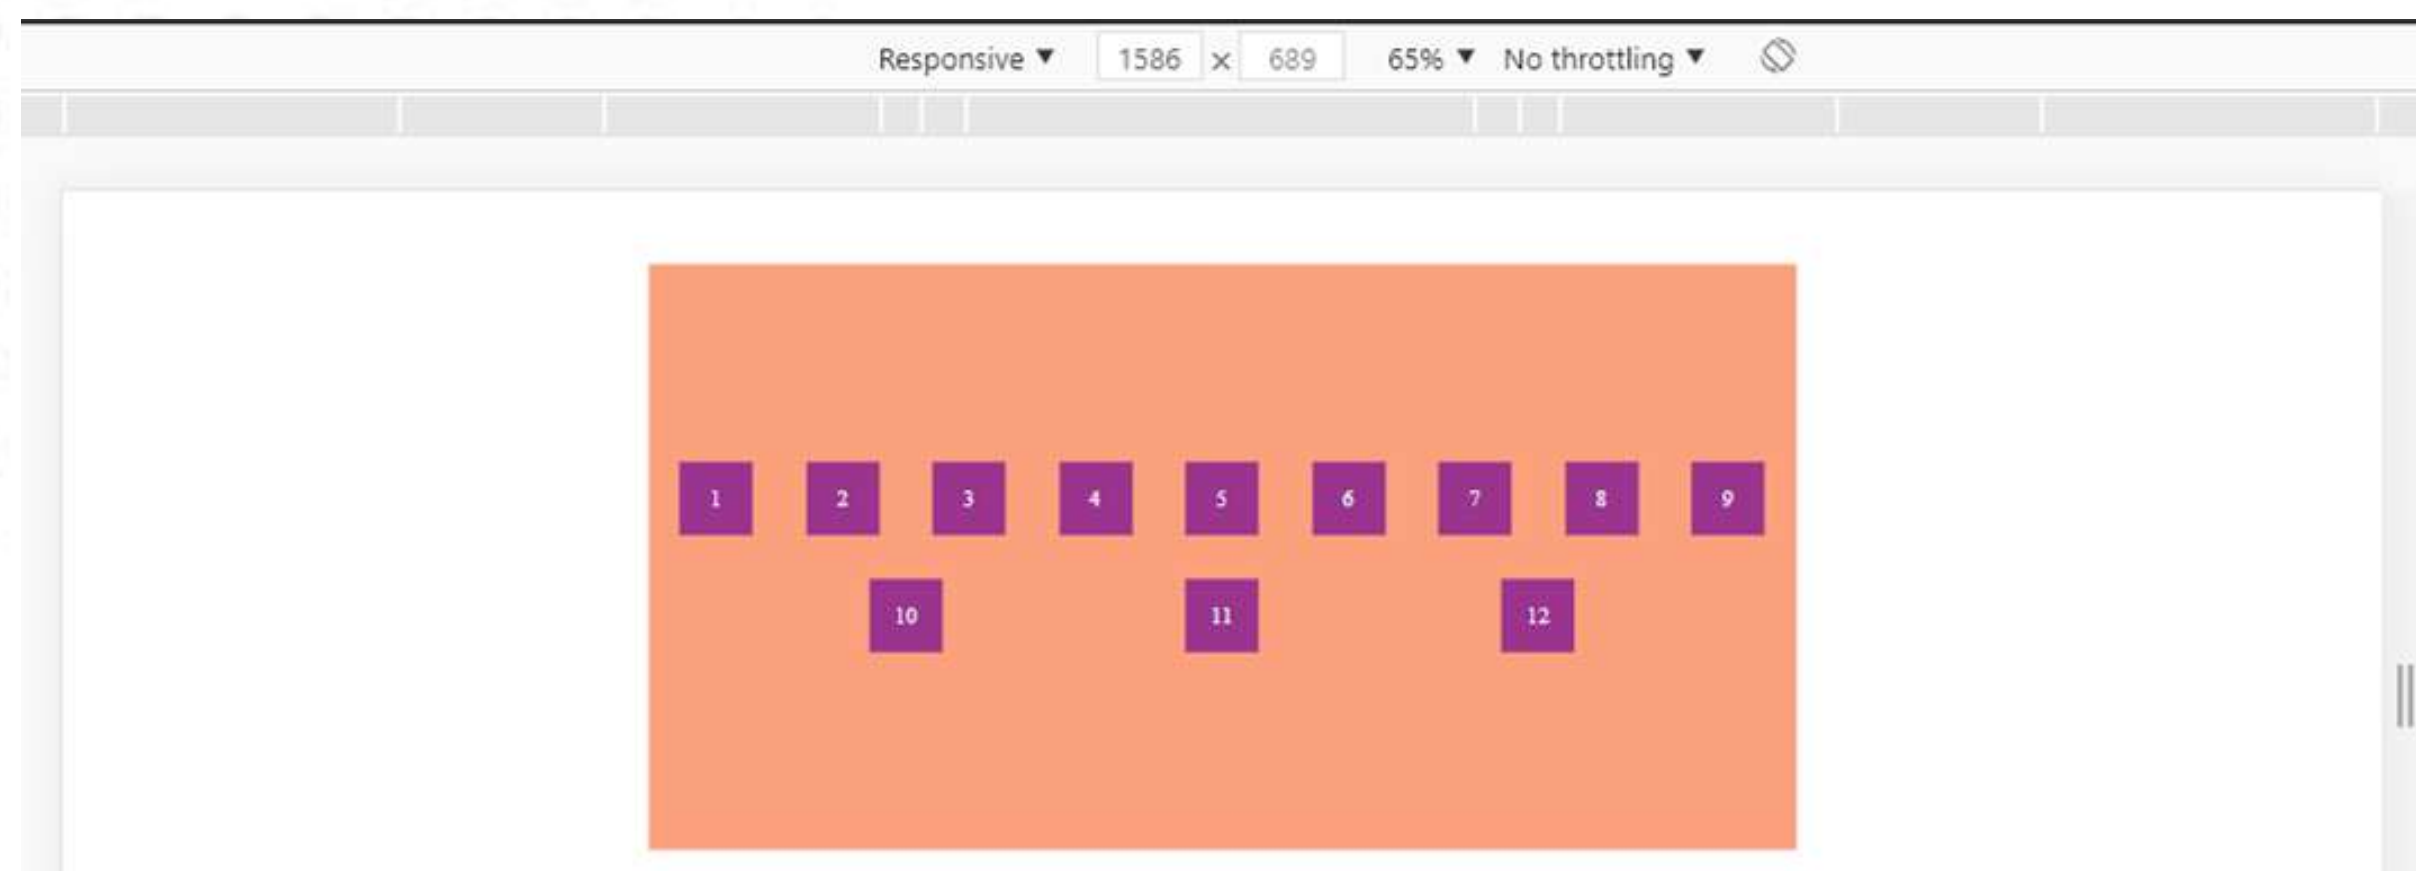 Responsive ▼ 1586 × 689 65% ▼ No throttling ▼
1 2 3 4 5 6 7 8 9
10 11 12